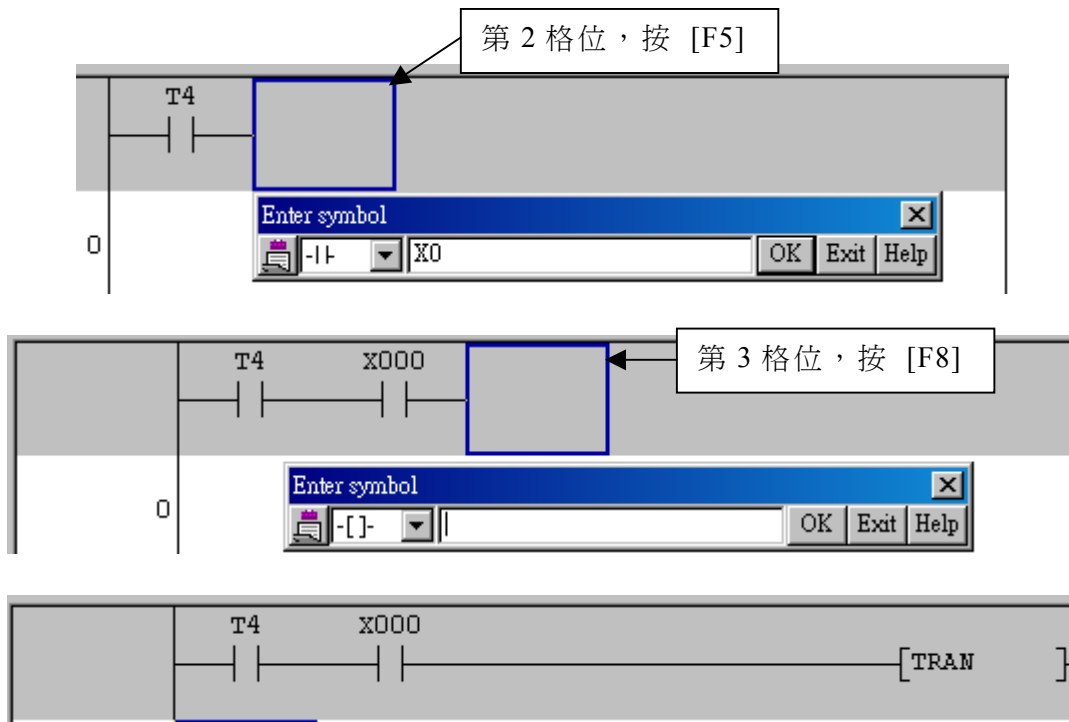 第 2 格位，按 [F5]
T4
Enter symbol
0
-| |- X0 OK Exit Help
第 3 格位，按 [F8]
T4 X000
Enter symbol
0
-[ ]- OK Exit Help
T4 X000
[TRAN ]